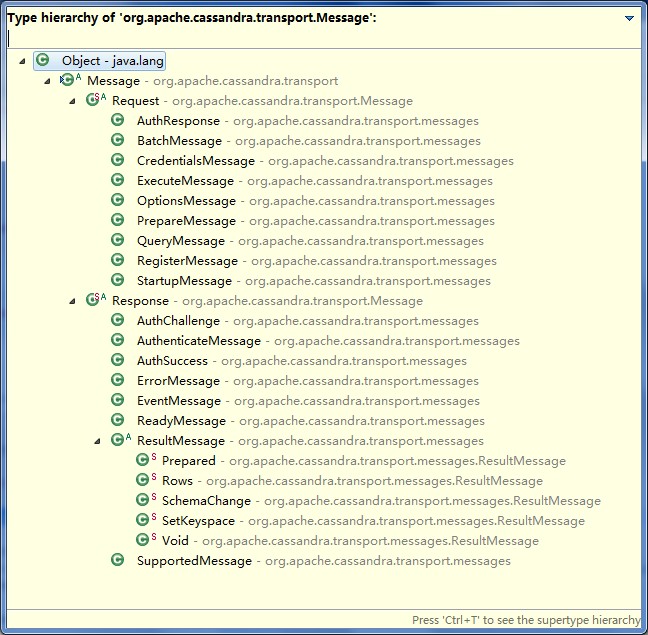 Type hierarchy of 'org.apache.cassandra.transport.Message':
Object - java.lang
Message - org.apache.cassandra.transport
Request - org.apache.cassandra.transport.Message
AuthResponse - org.apache.cassandra.transport.messages
BatchMessage - org.apache.cassandra.transport.messages
CredentialsMessage - org.apache.cassandra.transport.messages
ExecuteMessage - org.apache.cassandra.transport.messages
OptionsMessage - org.apache.cassandra.transport.messages
PrepareMessage - org.apache.cassandra.transport.messages
QueryMessage - org.apache.cassandra.transport.messages
RegisterMessage - org.apache.cassandra.transport.messages
StartupMessage - org.apache.cassandra.transport.messages
Response - org.apache.cassandra.transport.Message
AuthChallenge - org.apache.cassandra.transport.messages
AuthenticateMessage - org.apache.cassandra.transport.messages
AuthSuccess - org.apache.cassandra.transport.messages
ErrorMessage - org.apache.cassandra.transport.messages
EventMessage - org.apache.cassandra.transport.messages
ReadyMessage - org.apache.cassandra.transport.messages
ResultMessage - org.apache.cassandra.transport.messages
Prepared - org.apache.cassandra.transport.messages.ResultMessage
Rows - org.apache.cassandra.transport.messages.ResultMessage
SchemaChange - org.apache.cassandra.transport.messages.ResultMessage
SetKeyspace - org.apache.cassandra.transport.messages.ResultMessage
Void - org.apache.cassandra.transport.messages.ResultMessage
SupportedMessage - org.apache.cassandra.transport.messages
Press 'Ctrl+T' to see the supertype hierarchy